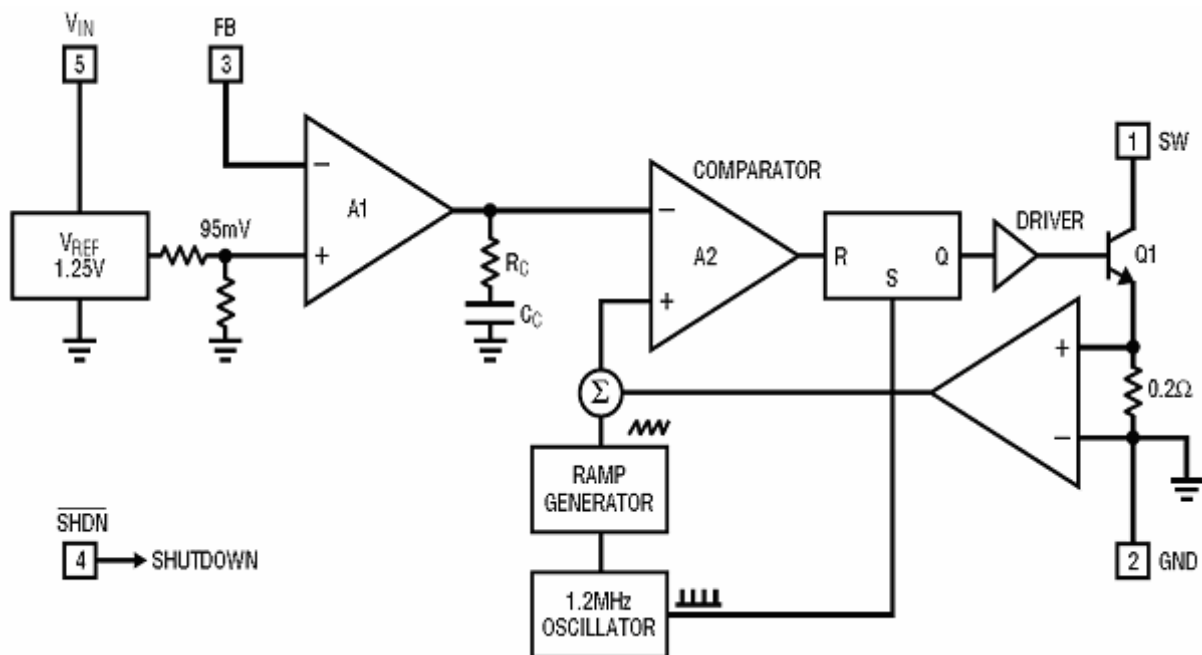 VIN
5
FB
3
VREF
1.25V
95mV
−
A1
+
RC
CC
COMPARATOR
−
A2
+
R
Q
S
DRIVER
1
SW
Q1
+
−
0.2Ω
Σ
RAMP
GENERATOR
SHDN
4
SHUTDOWN
1.2MHz
OSCILLATOR
2
GND